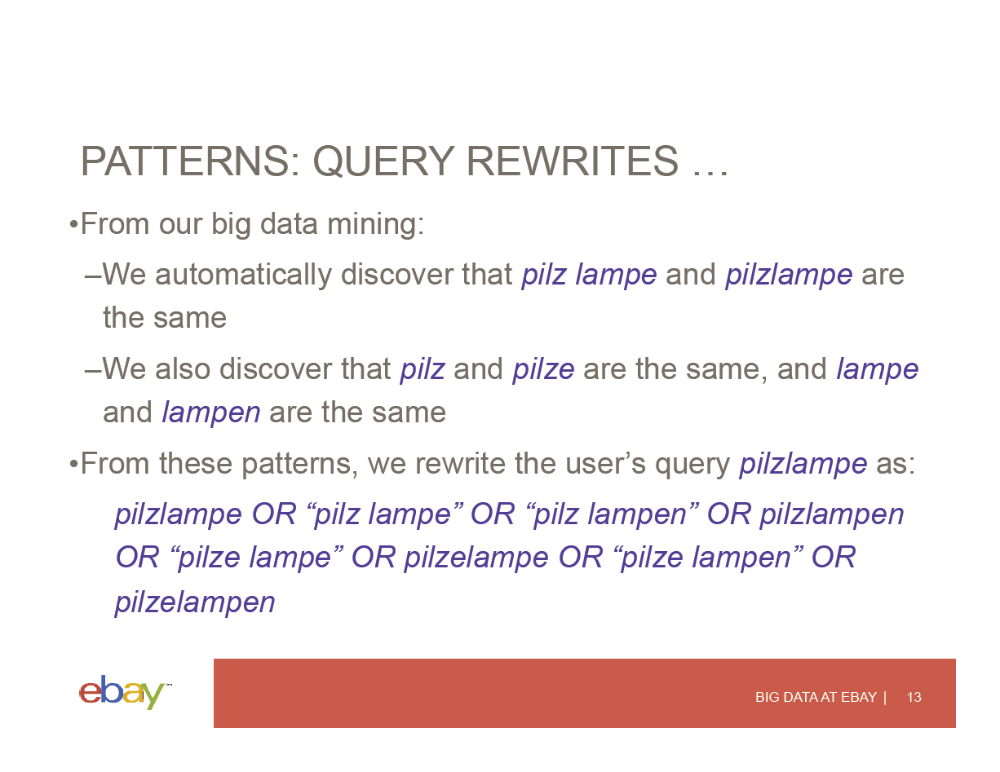 PATTERNS: QUERY REWRITES …
•From our big data mining:
–We automatically discover that pilz lampe and pilzlampe are
the same
–We also discover that pilz and pilze are the same, and lampe
and lampen are the same
•From these patterns, we rewrite the user’s query pilzlampe as:
pilzlampe OR “pilz lampe” OR “pilz lampen” OR pilzlampen
OR “pilze lampe” OR pilzelampe OR “pilze lampen” OR
pilzelampen
ebay™
BIG DATA AT EBAY | 13